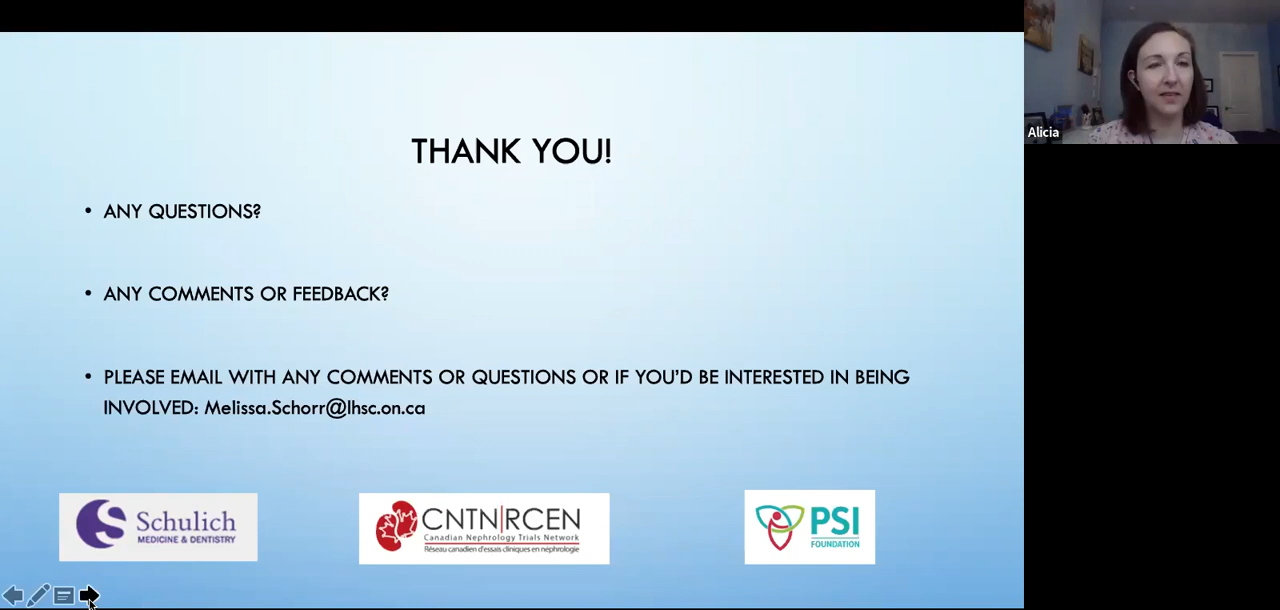 Alicia
THANK YOU!
• ANY QUESTIONS?
• ANY COMMENTS OR FEEDBACK?
• PLEASE EMAIL WITH ANY COMMENTS OR QUESTIONS OR IF YOU'D BE INTERESTED IN BEING
INVOLVED: Melissa.Schorr@lhsc.on.ca
Schulich
MEDICINE & DENTISTRY
CNTN|RCEN
Canadian Nephrology Trials Network
Réseau canadien d'essais cliniques en néphrologie
PSI
FOUNDATION